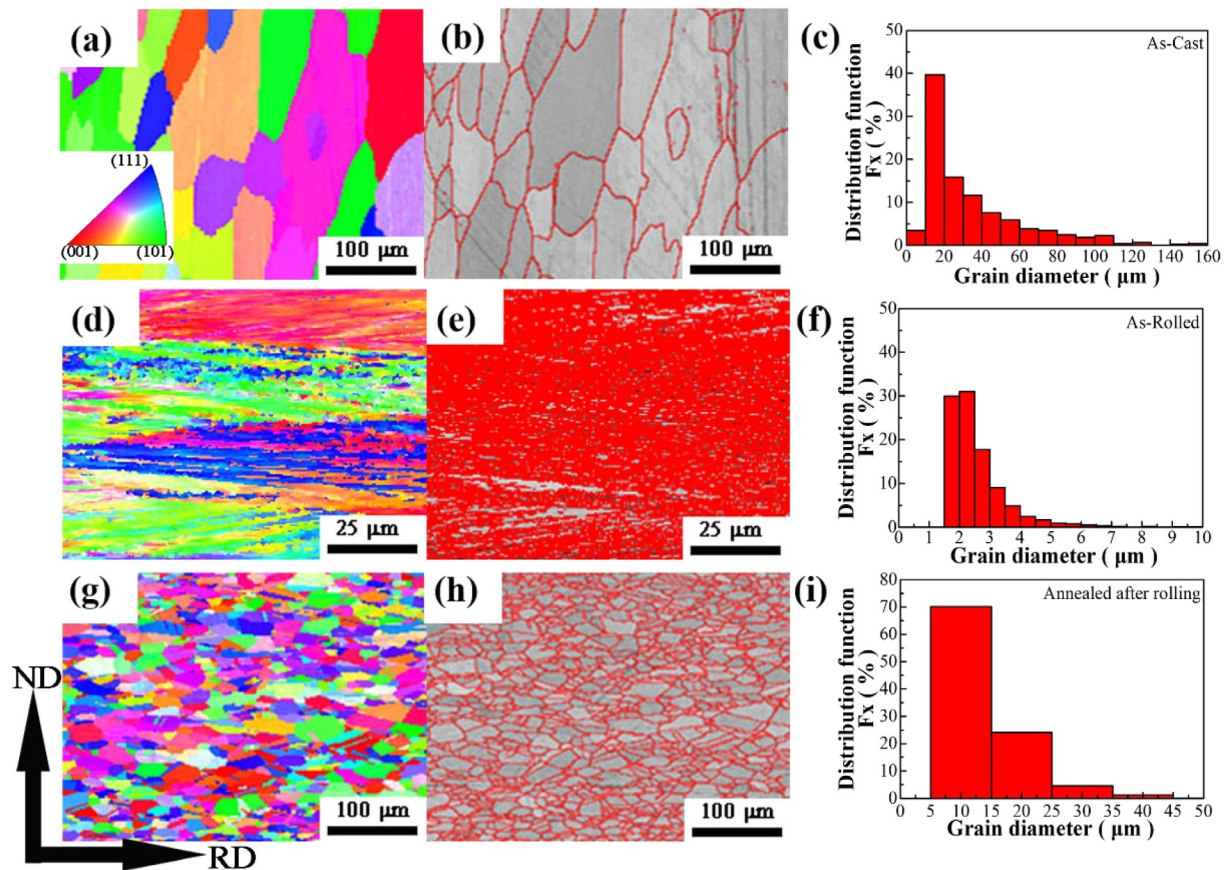 (a)
(111)
(001)
(101)
100 μm
(b)
100 μm
(c)
As-Cast
50
40
30
20
10
0
0 20 40 60 80 100 120 140 160
Distribution function
Fx ( % )
Grain diameter ( μm )
(d)
25 μm
(e)
25 μm
(f)
As-Rolled
50
40
30
20
10
0
0 1 2 3 4 5 6 7 8 9 10
Distribution function
Fx ( % )
Grain diameter ( μm )
(g)
100 μm
(h)
100 μm
(i)
Annealed after rolling
80
70
60
50
40
30
20
10
0
0 5 10 15 20 25 30 35 40 45 50
Distribution function
Fx ( % )
Grain diameter ( μm )
ND
RD